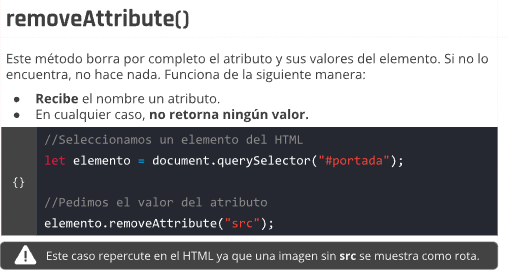 removeAttribute()
Este método borra por completo el atributo y sus valores del elemento. Si no lo
encuentra, no hace nada. Funciona de la siguiente manera:
● Recibe el nombre un atributo.
● En cualquier caso, no retorna ningún valor.
//Seleccionamos un elemento del HTML
let elemento = document.querySelector("#portada");
{}
//Pedimos el valor del atributo
elemento.removeAttribute("src");
Este caso repercute en el HTML ya que una imagen sin src se muestra como rota.